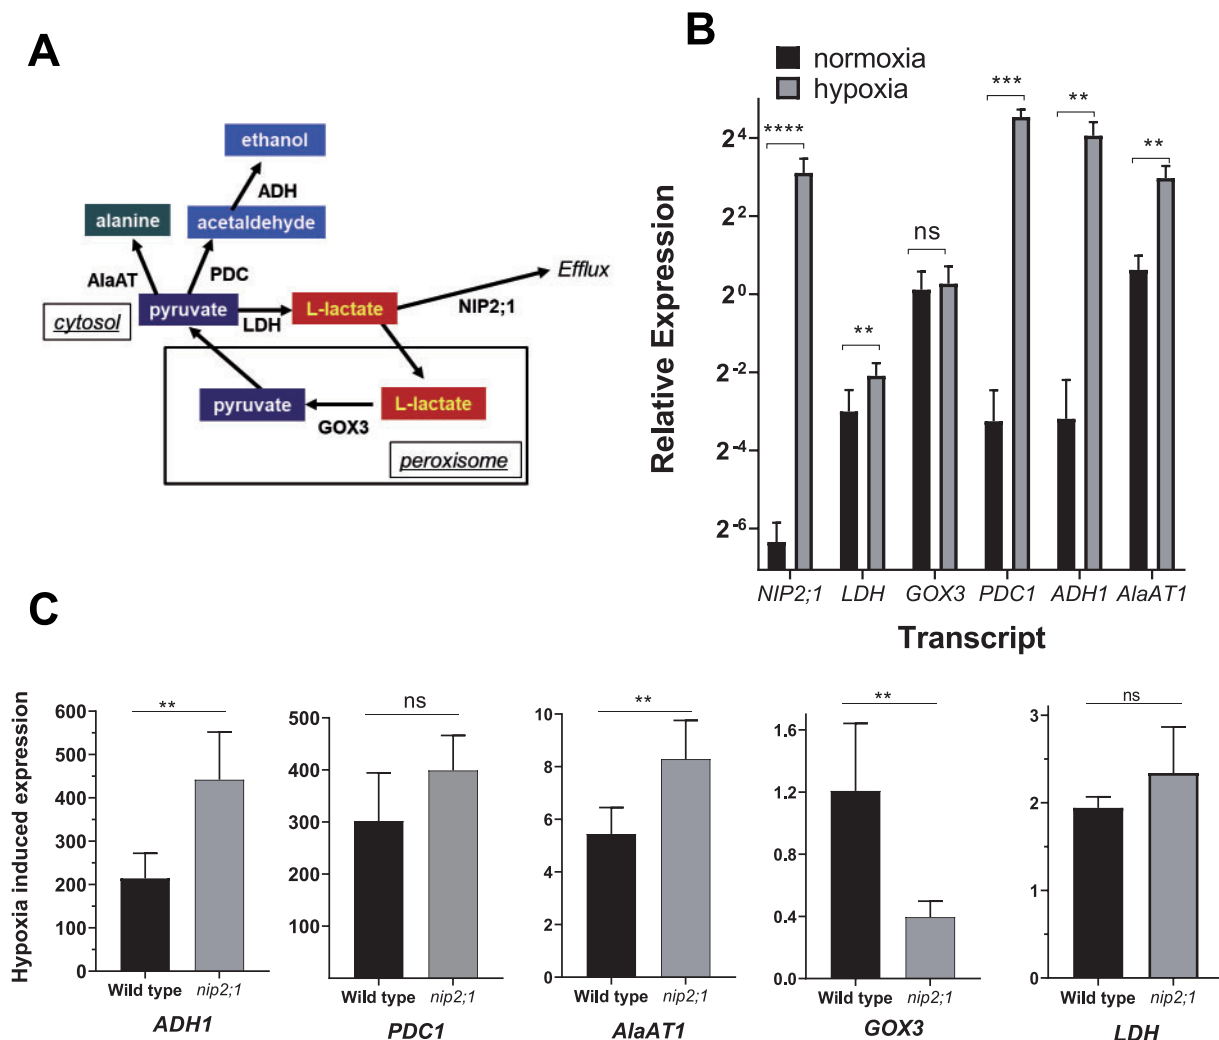 A
ethanol
ADH
alanine
acetaldehyde
AlaAT
PDC
Efflux
cytosol
pyruvate
LDH
L-lactate
NIP2;1
pyruvate
GOX3
L-lactate
peroxisome
B
normoxia
hypoxia
Relative Expression
2^4
2^2
2^0
2^-2
2^-4
2^-6
****
**
ns
***
**
**
NIP2;1 LDH GOX3 PDC1 ADH1 AlaAT1
Transcript
C
Hypoxia induced expression
600
500
400
300
200
100
0
**
Wild type nip2;1
ADH1
500
400
300
200
100
ns
Wild type nip2;1
PDC1
10
8
6
4
2
0
**
Wild type nip2;1
AlaAT1
1.6
1.2
0.8
0.4
0.0
**
Wild type nip2;1
GOX3
3
2
1
0
ns
Wild type nip2;1
LDH